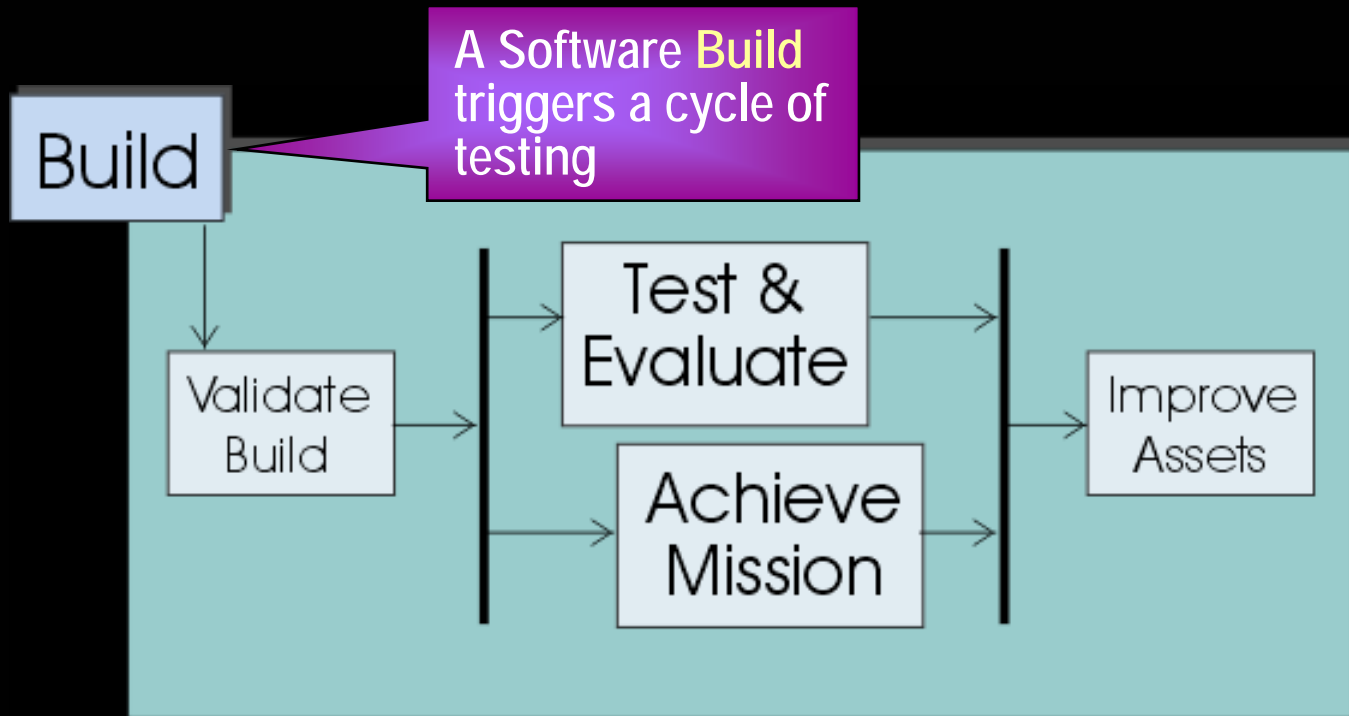 A Software Build
triggers a cycle of
testing
Build
Test &
Evaluate
Validate
Build
Improve
Assets
Achieve
Mission